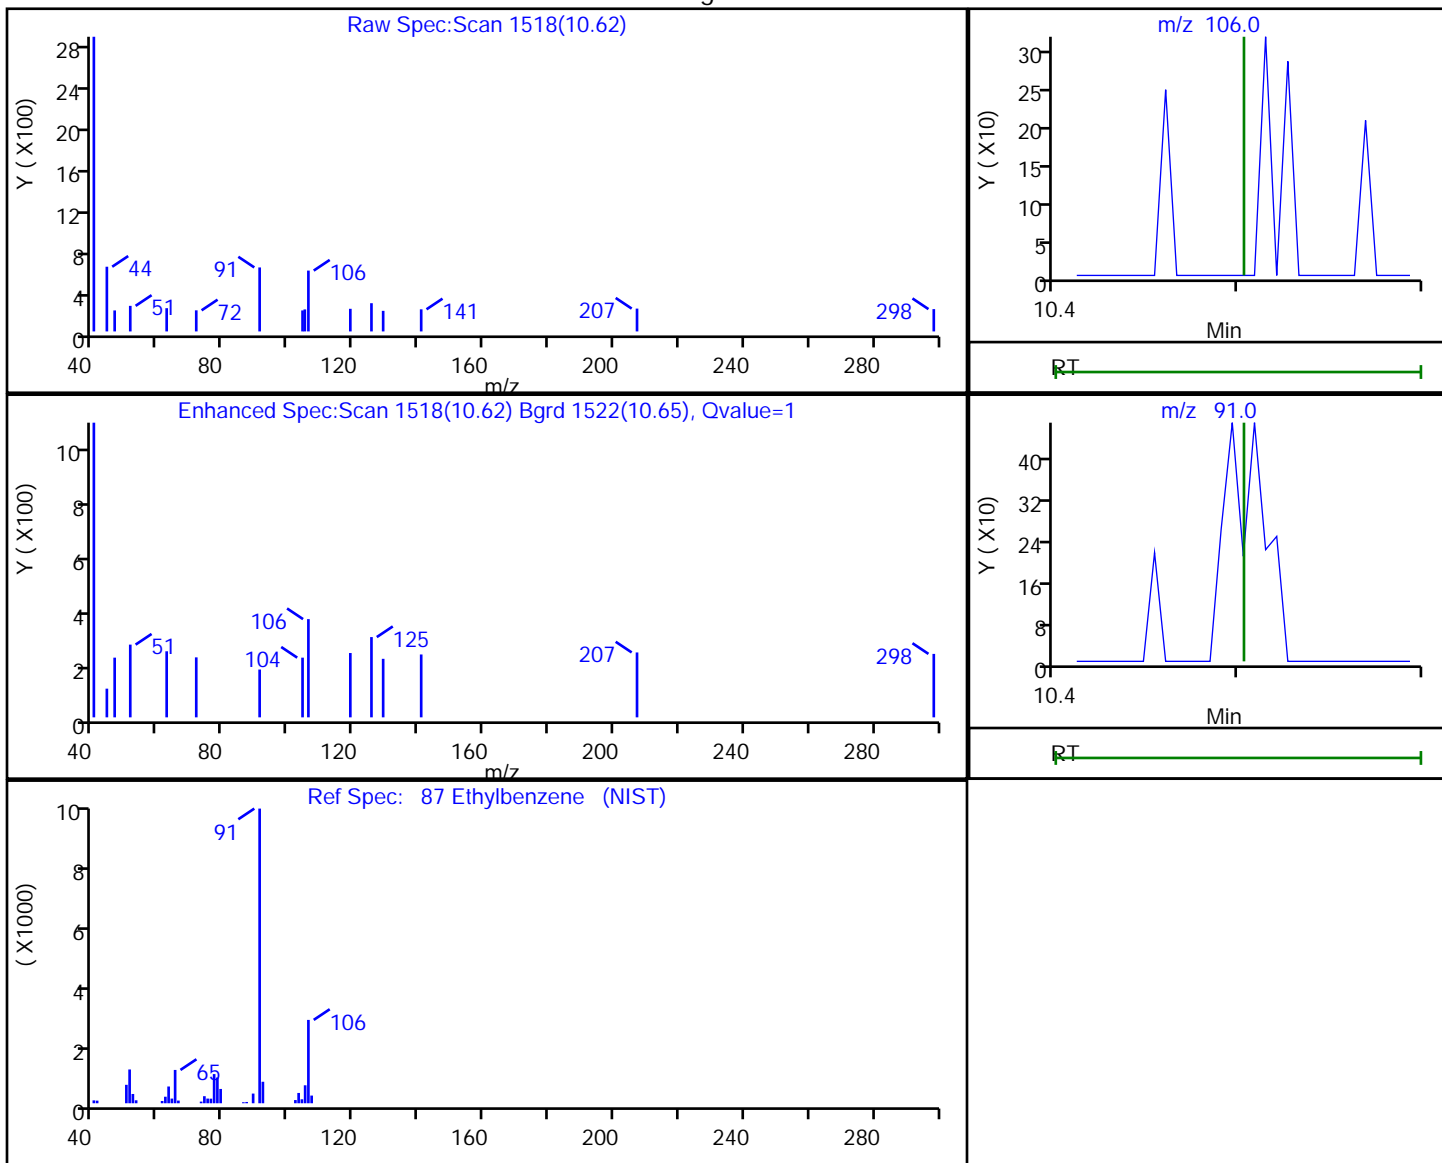 Raw Spec:Scan 1518(10.62)
28
24
20
16
12
8
4
0
Y ( X100)
44
51
72
91
106
141
207
298
40 80 120 160 200 240 280
m/z
m/z 106.0
30
25
20
15
10
5
0
Y ( X10)
10.4
Min
RT
Enhanced Spec:Scan 1518(10.62) Bgrd 1522(10.65), Qvalue=1
10
8
6
4
2
0
Y ( X100)
51
104
106
125
207
298
40 80 120 160 200 240 280
m/z
m/z 91.0
40
32
24
16
8
0
Y ( X10)
10.4
Min
RT
Ref Spec: 87 Ethylbenzene (NIST)
10
8
6
4
2
0
( X1000)
65
91
106
40 80 120 160 200 240 280